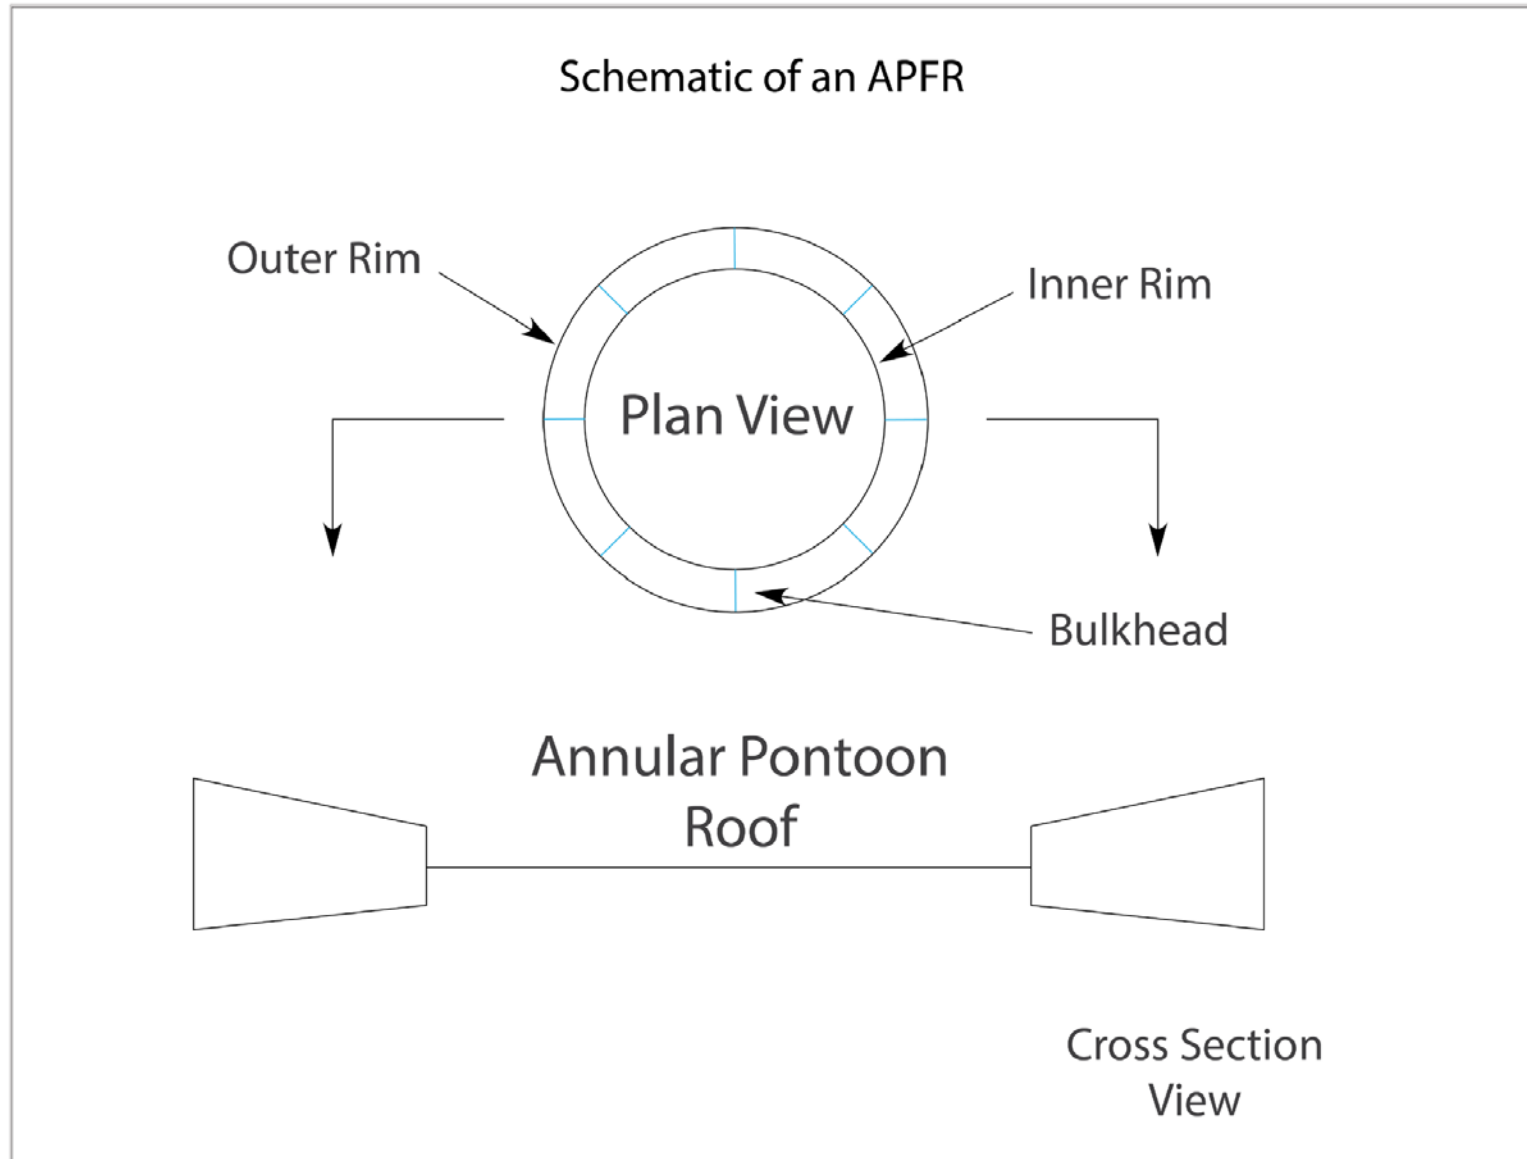 Schematic of an APFR
Outer Rim
Inner Rim
Plan View
Bulkhead
Annular Pontoon
Roof
Cross Section
View